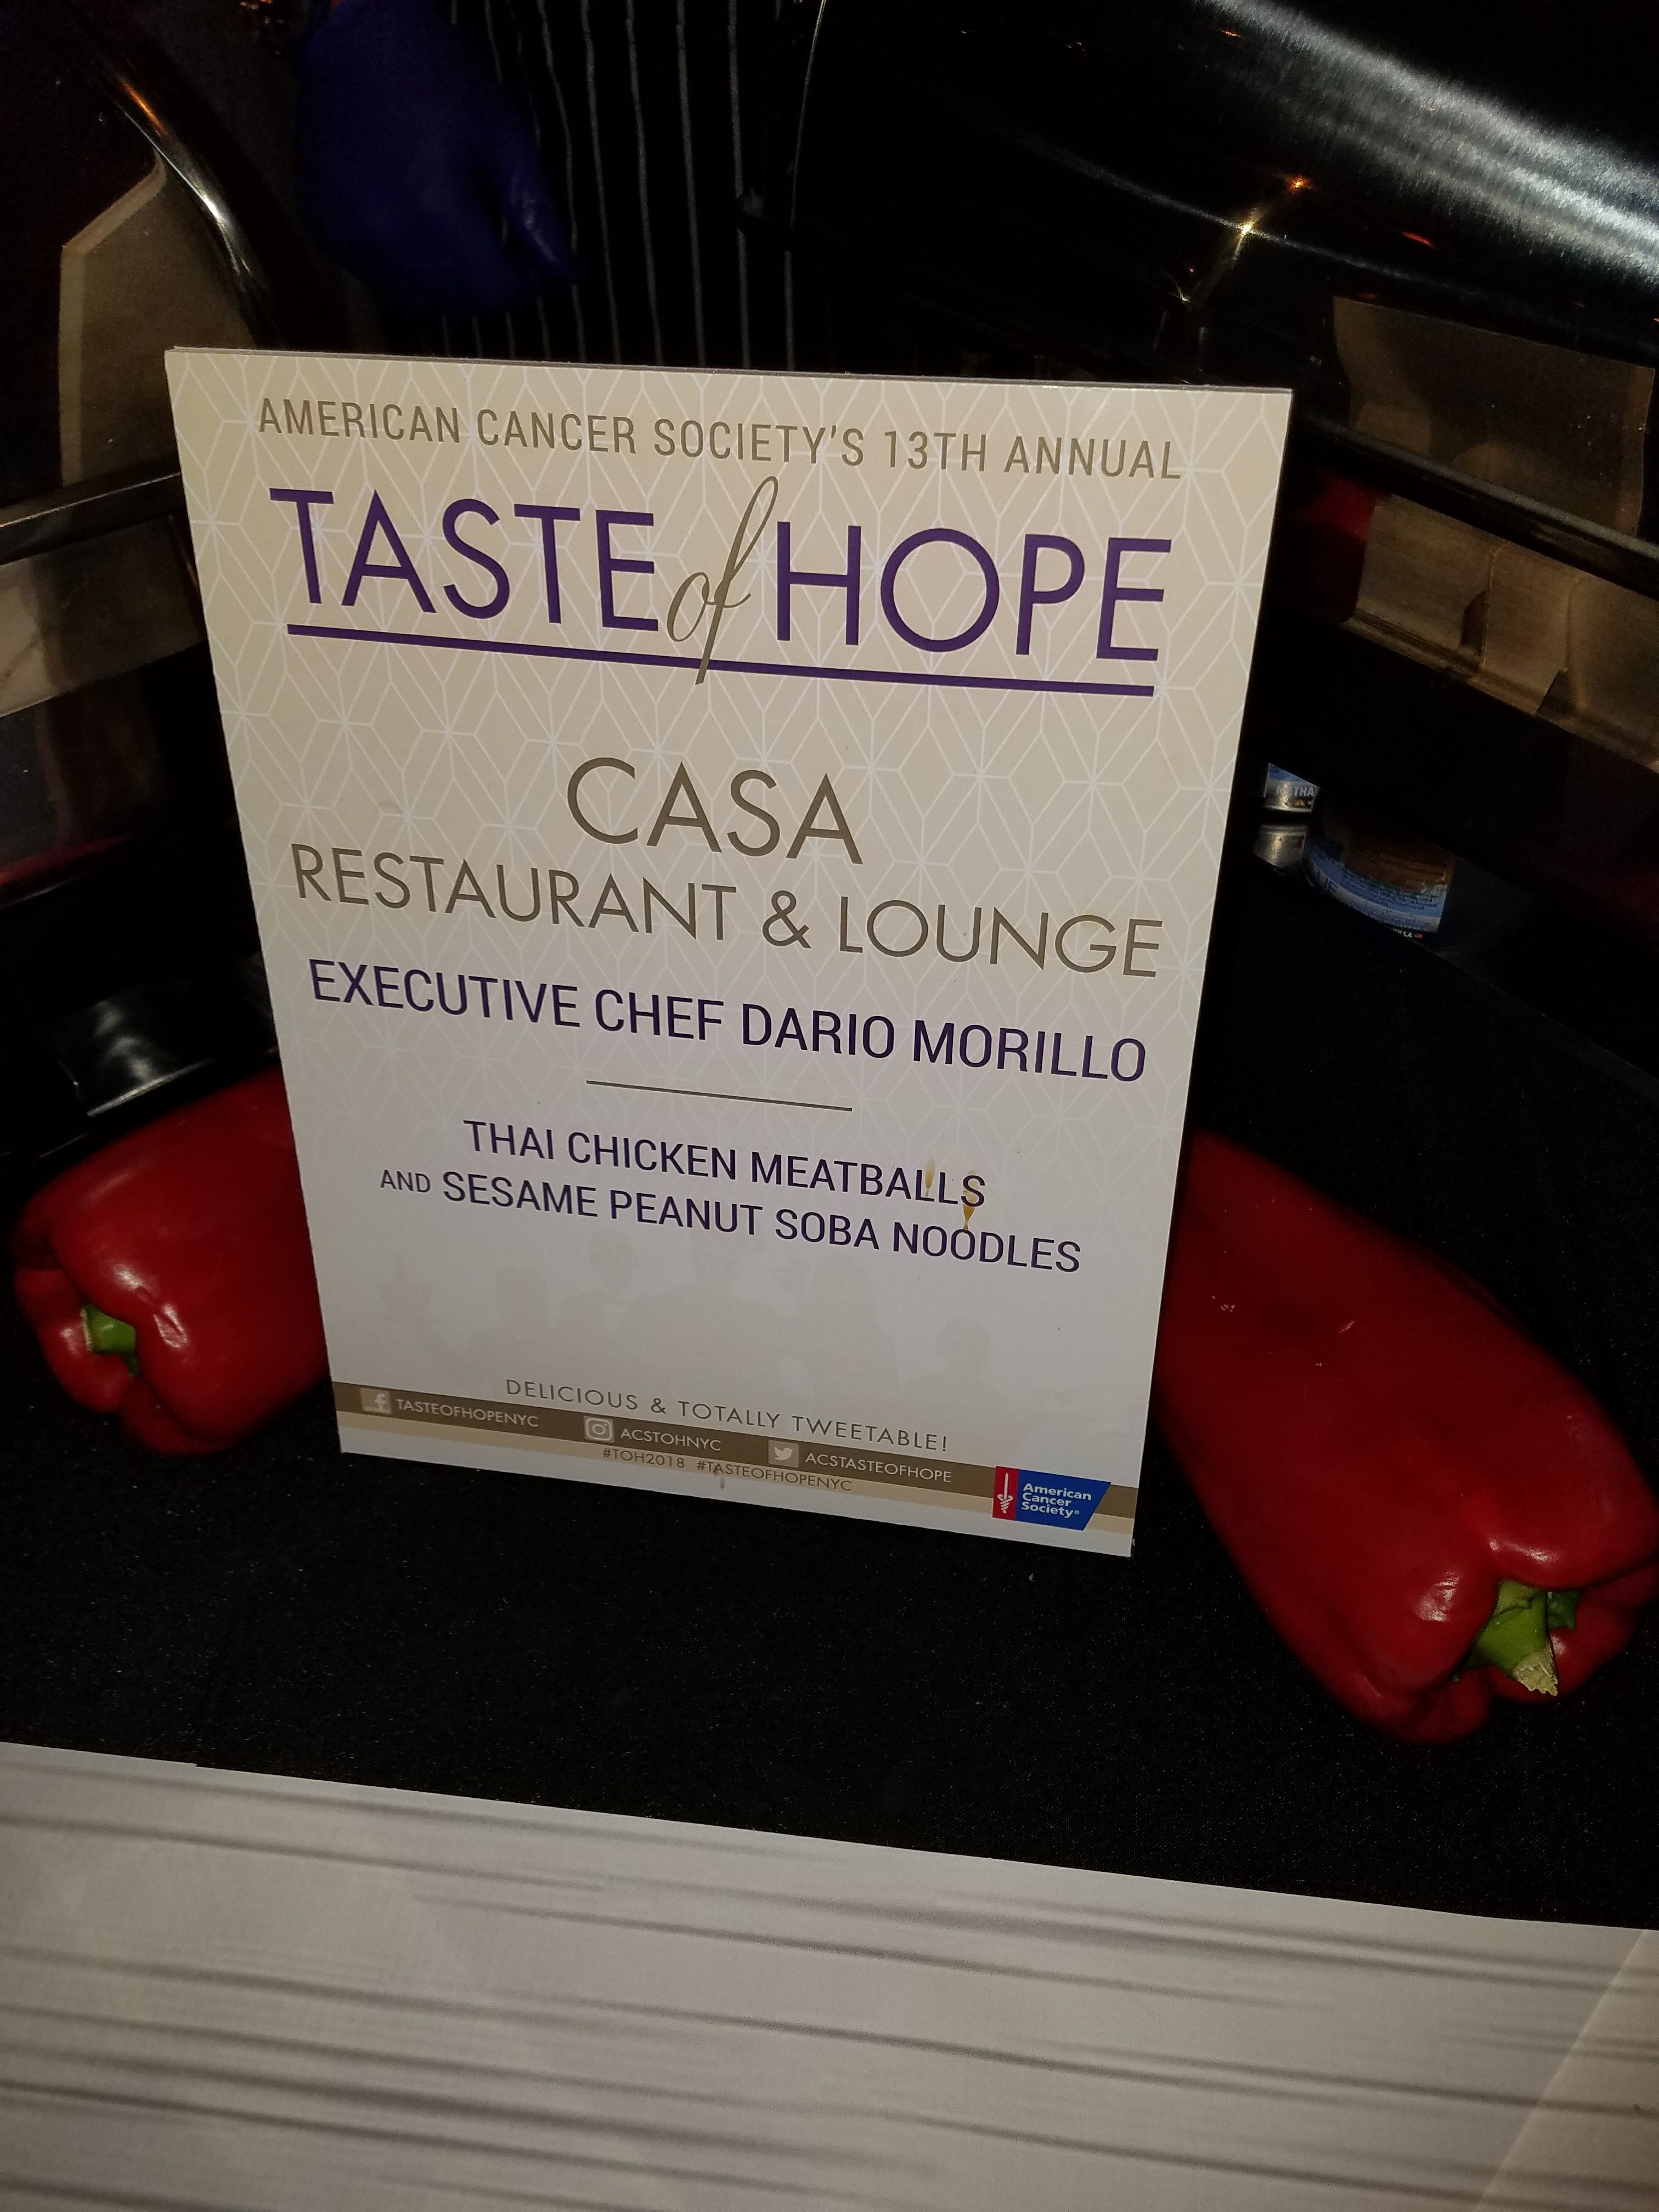 AMERICAN CANCER SOCIETY'S 13TH ANNUAL
TASTE of HOPE
CASA
RESTAURANT & LOUNGE
EXECUTIVE CHEF DARIO MORILLO
THAI CHICKEN MEATBALLS
AND SESAME PEANUT SOBA NOODLES
DELICIOUS & TOTALLY TWEETABLE!
TASTEOFHOPENYC ACSTOHNYC ACSTASTEOFHOPE
#TOH2018 #TASTEOFHOPENYC
American
Cancer
Society®